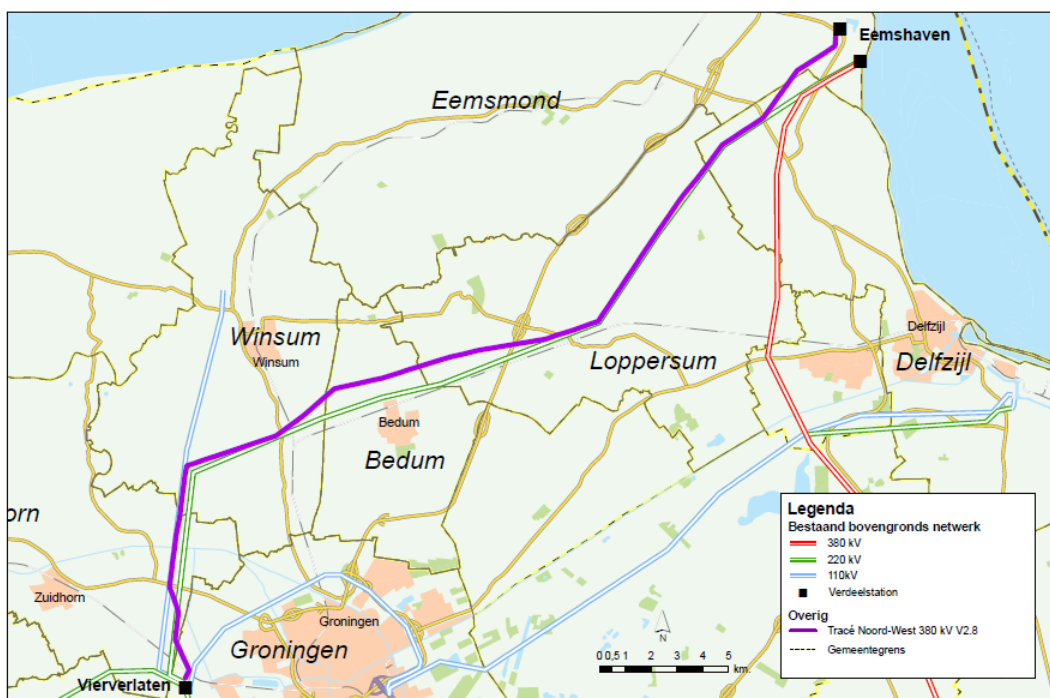 Eemshaven
Eemsmond
Winsum
Winsum
Loppersum
Delfzijl
Delfzijl
Bedum
Bedum
orn
Zuidhorn
Groningen
Groningen
Vierverlaten
N
0 0,5 1 2 3 4 5
km.
Legenda
Bestaand bovengronds netwerk
380 kV
220 kV
110kV
Verdeelstation
Overig
Tracé Noord-West 380 kV V2.8
Gemeentegrens